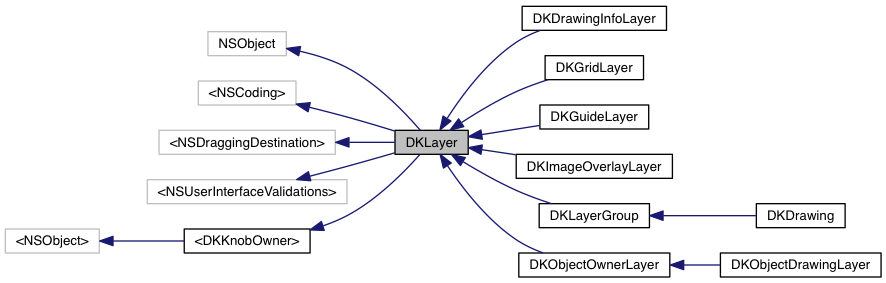 DKDrawingInfoLayer
NSObject
DKGridLayer
<NSCoding>
DKGuideLayer
<NSDraggingDestination>
DKLayer
DKImageOverlayLayer
<NSUserInterfaceValidations>
DKLayerGroup
DKDrawing
<NSObject>
<DKKnobOwner>
DKObjectOwnerLayer
DKObjectDrawingLayer